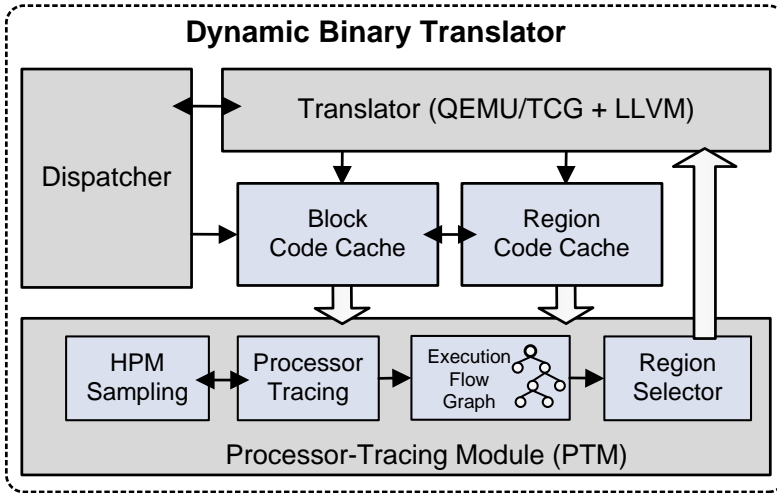 Dynamic Binary Translator
Translator (QEMU/TCG + LLVM)
Dispatcher
Block
Code Cache
Region
Code Cache
HPM
Sampling
Processor
Tracing
Execution
Flow
Graph
Region
Selector
Processor-Tracing Module (PTM)